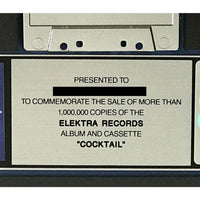 PRESENTED TO
TO COMMEMORATE THE SALE OF MORE THAN
1,000,000 COPIES OF THE
ELEKTRA RECORDS
ALBUM AND CASSETTE
"COCKTAIL"